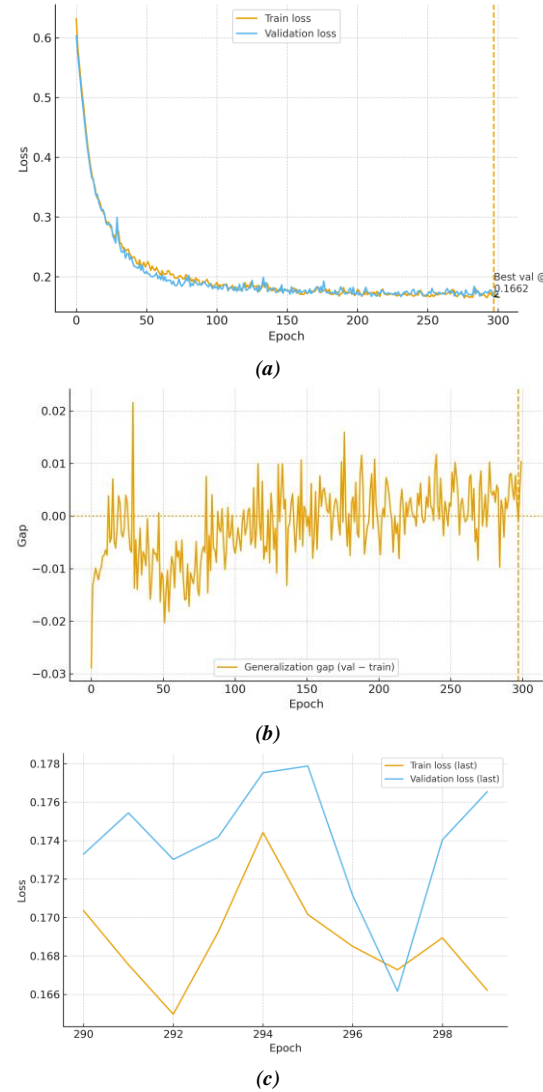 Train loss
Validation loss
0.6
0.5
0.4
0.3
0.2
Loss
Best val @
0.1662
0 50 100 150 200 250 300
Epoch
(a)
0.02
0.01
0.00
−0.01
−0.02
−0.03
Gap
Generalization gap (val − train)
0 50 100 150 200 250 300
Epoch
(b)
0.178
0.176
0.174
0.172
0.170
0.168
0.166
Loss
Train loss (last)
Validation loss (last)
290 292 294 296 298
Epoch
(c)